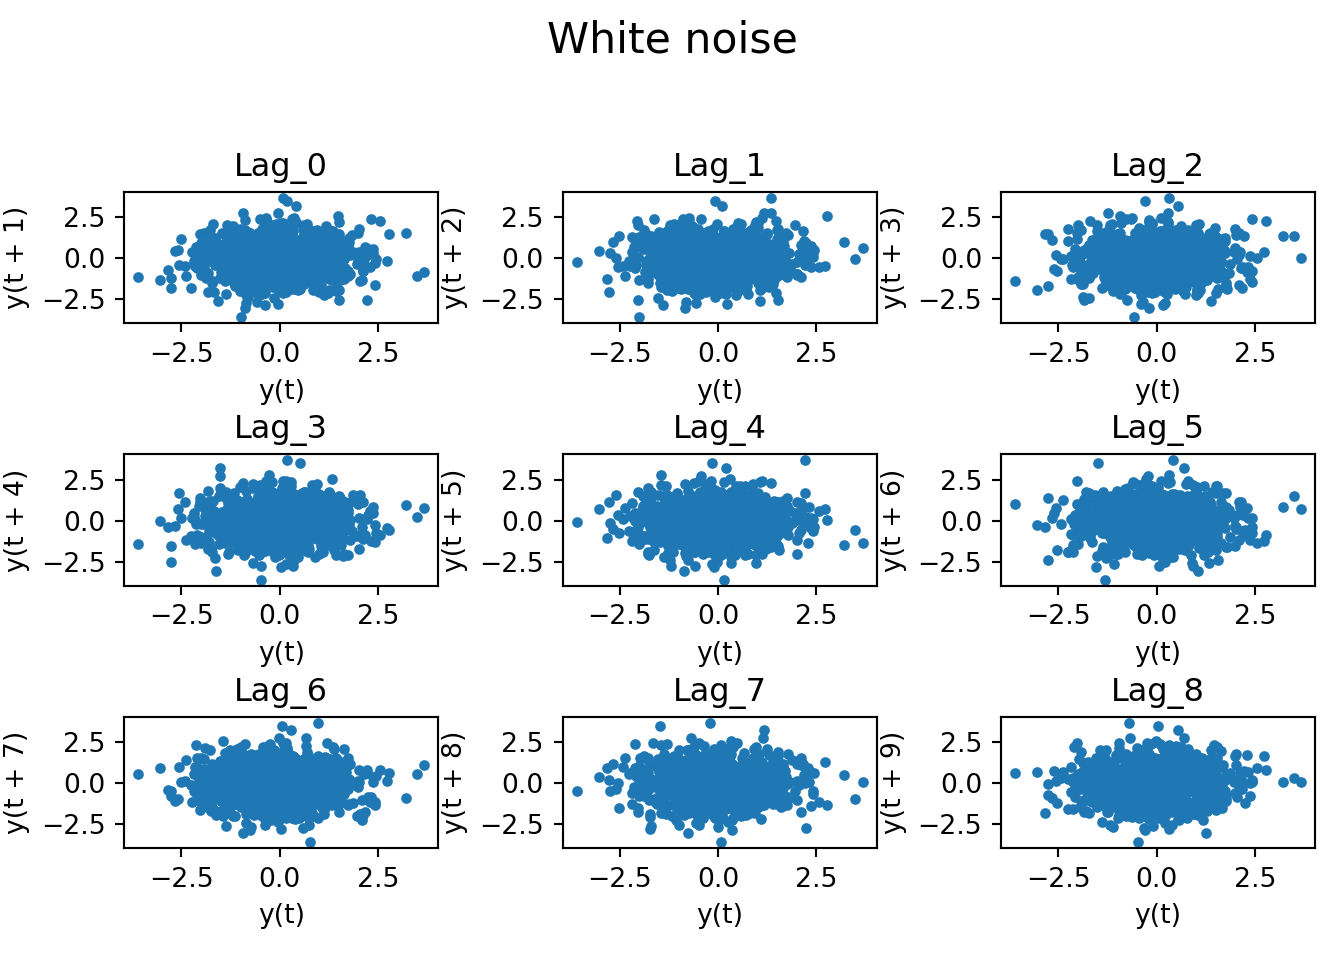 White noise
Lag_0 Lag_1 Lag_2
y(t + 1) 2.5 0.0 −2.5 y(t + 2) 2.5 0.0 −2.5 y(t + 3) 2.5 0.0 −2.5
−2.5 0.0 2.5 −2.5 0.0 2.5 −2.5 0.0 2.5
y(t) y(t) y(t)
Lag_3 Lag_4 Lag_5
y(t + 4) 2.5 0.0 −2.5 y(t + 5) 2.5 0.0 −2.5 y(t + 6) 2.5 0.0 −2.5
−2.5 0.0 2.5 −2.5 0.0 2.5 −2.5 0.0 2.5
y(t) y(t) y(t)
Lag_6 Lag_7 Lag_8
y(t + 7) 2.5 0.0 −2.5 y(t + 8) 2.5 0.0 −2.5 y(t + 9) 2.5 0.0 −2.5
−2.5 0.0 2.5 −2.5 0.0 2.5 −2.5 0.0 2.5
y(t) y(t) y(t)